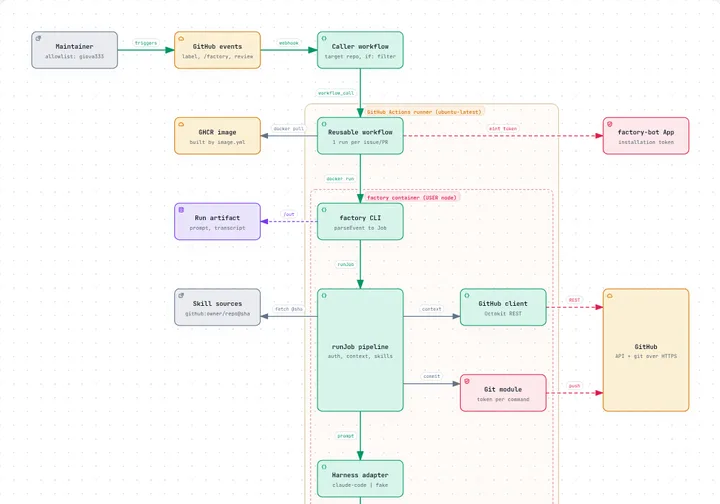 Maintainer
allowlist: giova333
triggers
GitHub events
label, /factory, review
webhook
Caller workflow
target repo, if: filter
workflow_call
GitHub Actions runner (ubuntu-latest)
GHCR image
built by image.yml
docker pull
Reusable workflow
1 run per issue/PR
mint token
factory-bot App
installation token
docker run
factory container (USER node)
Run artifact
prompt, transcript
/out
factory CLI
parseEvent to Job
runJob
Skill sources
github:owner/repo@sha
fetch @sha
runJob pipeline
auth, context, skills
context
GitHub client
Octokit REST
REST
GitHub
API + git over HTTPS
commit
Git module
token per command
push
prompt
Harness adapter
claude-code | fake